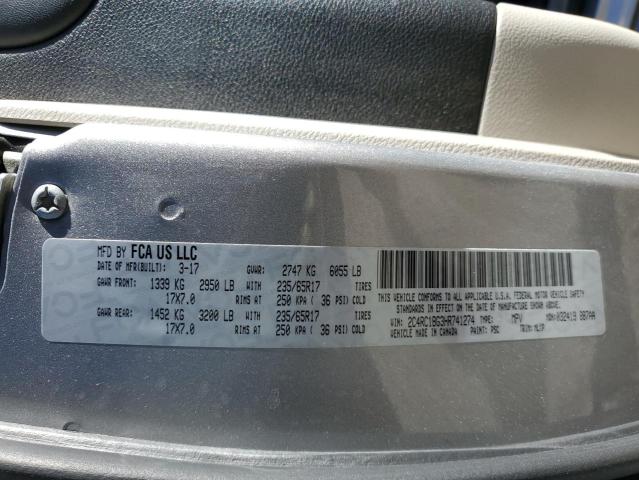 MFD BY FCA US LLC
DATE OF MFR(BUILT): 3-17 GVWR: 2747 KG 6055 LB
GAWR FRONT: 1339 KG 2950 LB WITH 235/65R17 TIRES
17X7.0 RIMS AT 250 KPA ( 36 PSI) COLD
GAWR REAR: 1452 KG 3200 LB WITH 235/65R17 TIRES
17X7.0 RIMS AT 250 KPA ( 36 PSI) COLD
THIS VEHICLE CONFORMS TO ALL APPLICABLE U.S.A. FEDERAL MOTOR VEHICLE SAFETY
STANDARDS IN EFFECT ON THE DATE OF MANUFACTURE SHOWN ABOVE.
VIN: 2C4RC1BG3HR741274 TYPE: MPV MDH:032419 887AA
VEHICLE MADE IN CANADA PAINT: PSC TRIM: